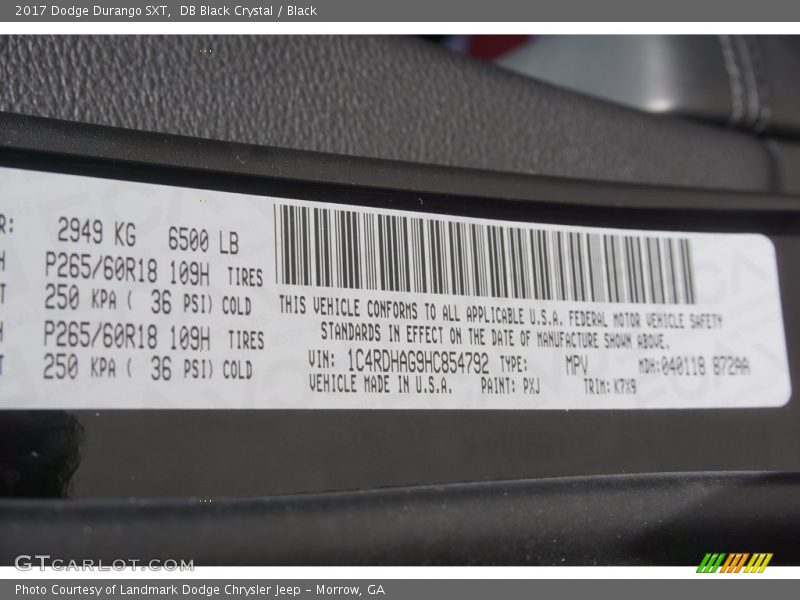 2017 Dodge Durango SXT,  DB Black Crystal / Black
R: 2949 KG 6500 LB
P265/60R18 109H TIRES
250 KPA ( 36 PSI) COLD
P265/60R18 109H TIRES
250 KPA ( 36 PSI) COLD
THIS VEHICLE CONFORMS TO ALL APPLICABLE U.S.A. FEDERAL MOTOR VEHICLE SAFETY
STANDARDS IN EFFECT ON THE DATE OF MANUFACTURE SHOWN ABOVE.
VIN: 1C4RDHAG9HC854792 TYPE: MPV MDH:040118 872AA
VEHICLE MADE IN U.S.A. PAINT: PXJ TRIM: K7X9
GTCARLOT.COM
Photo Courtesy of Landmark Dodge Chrysler Jeep – Morrow, GA